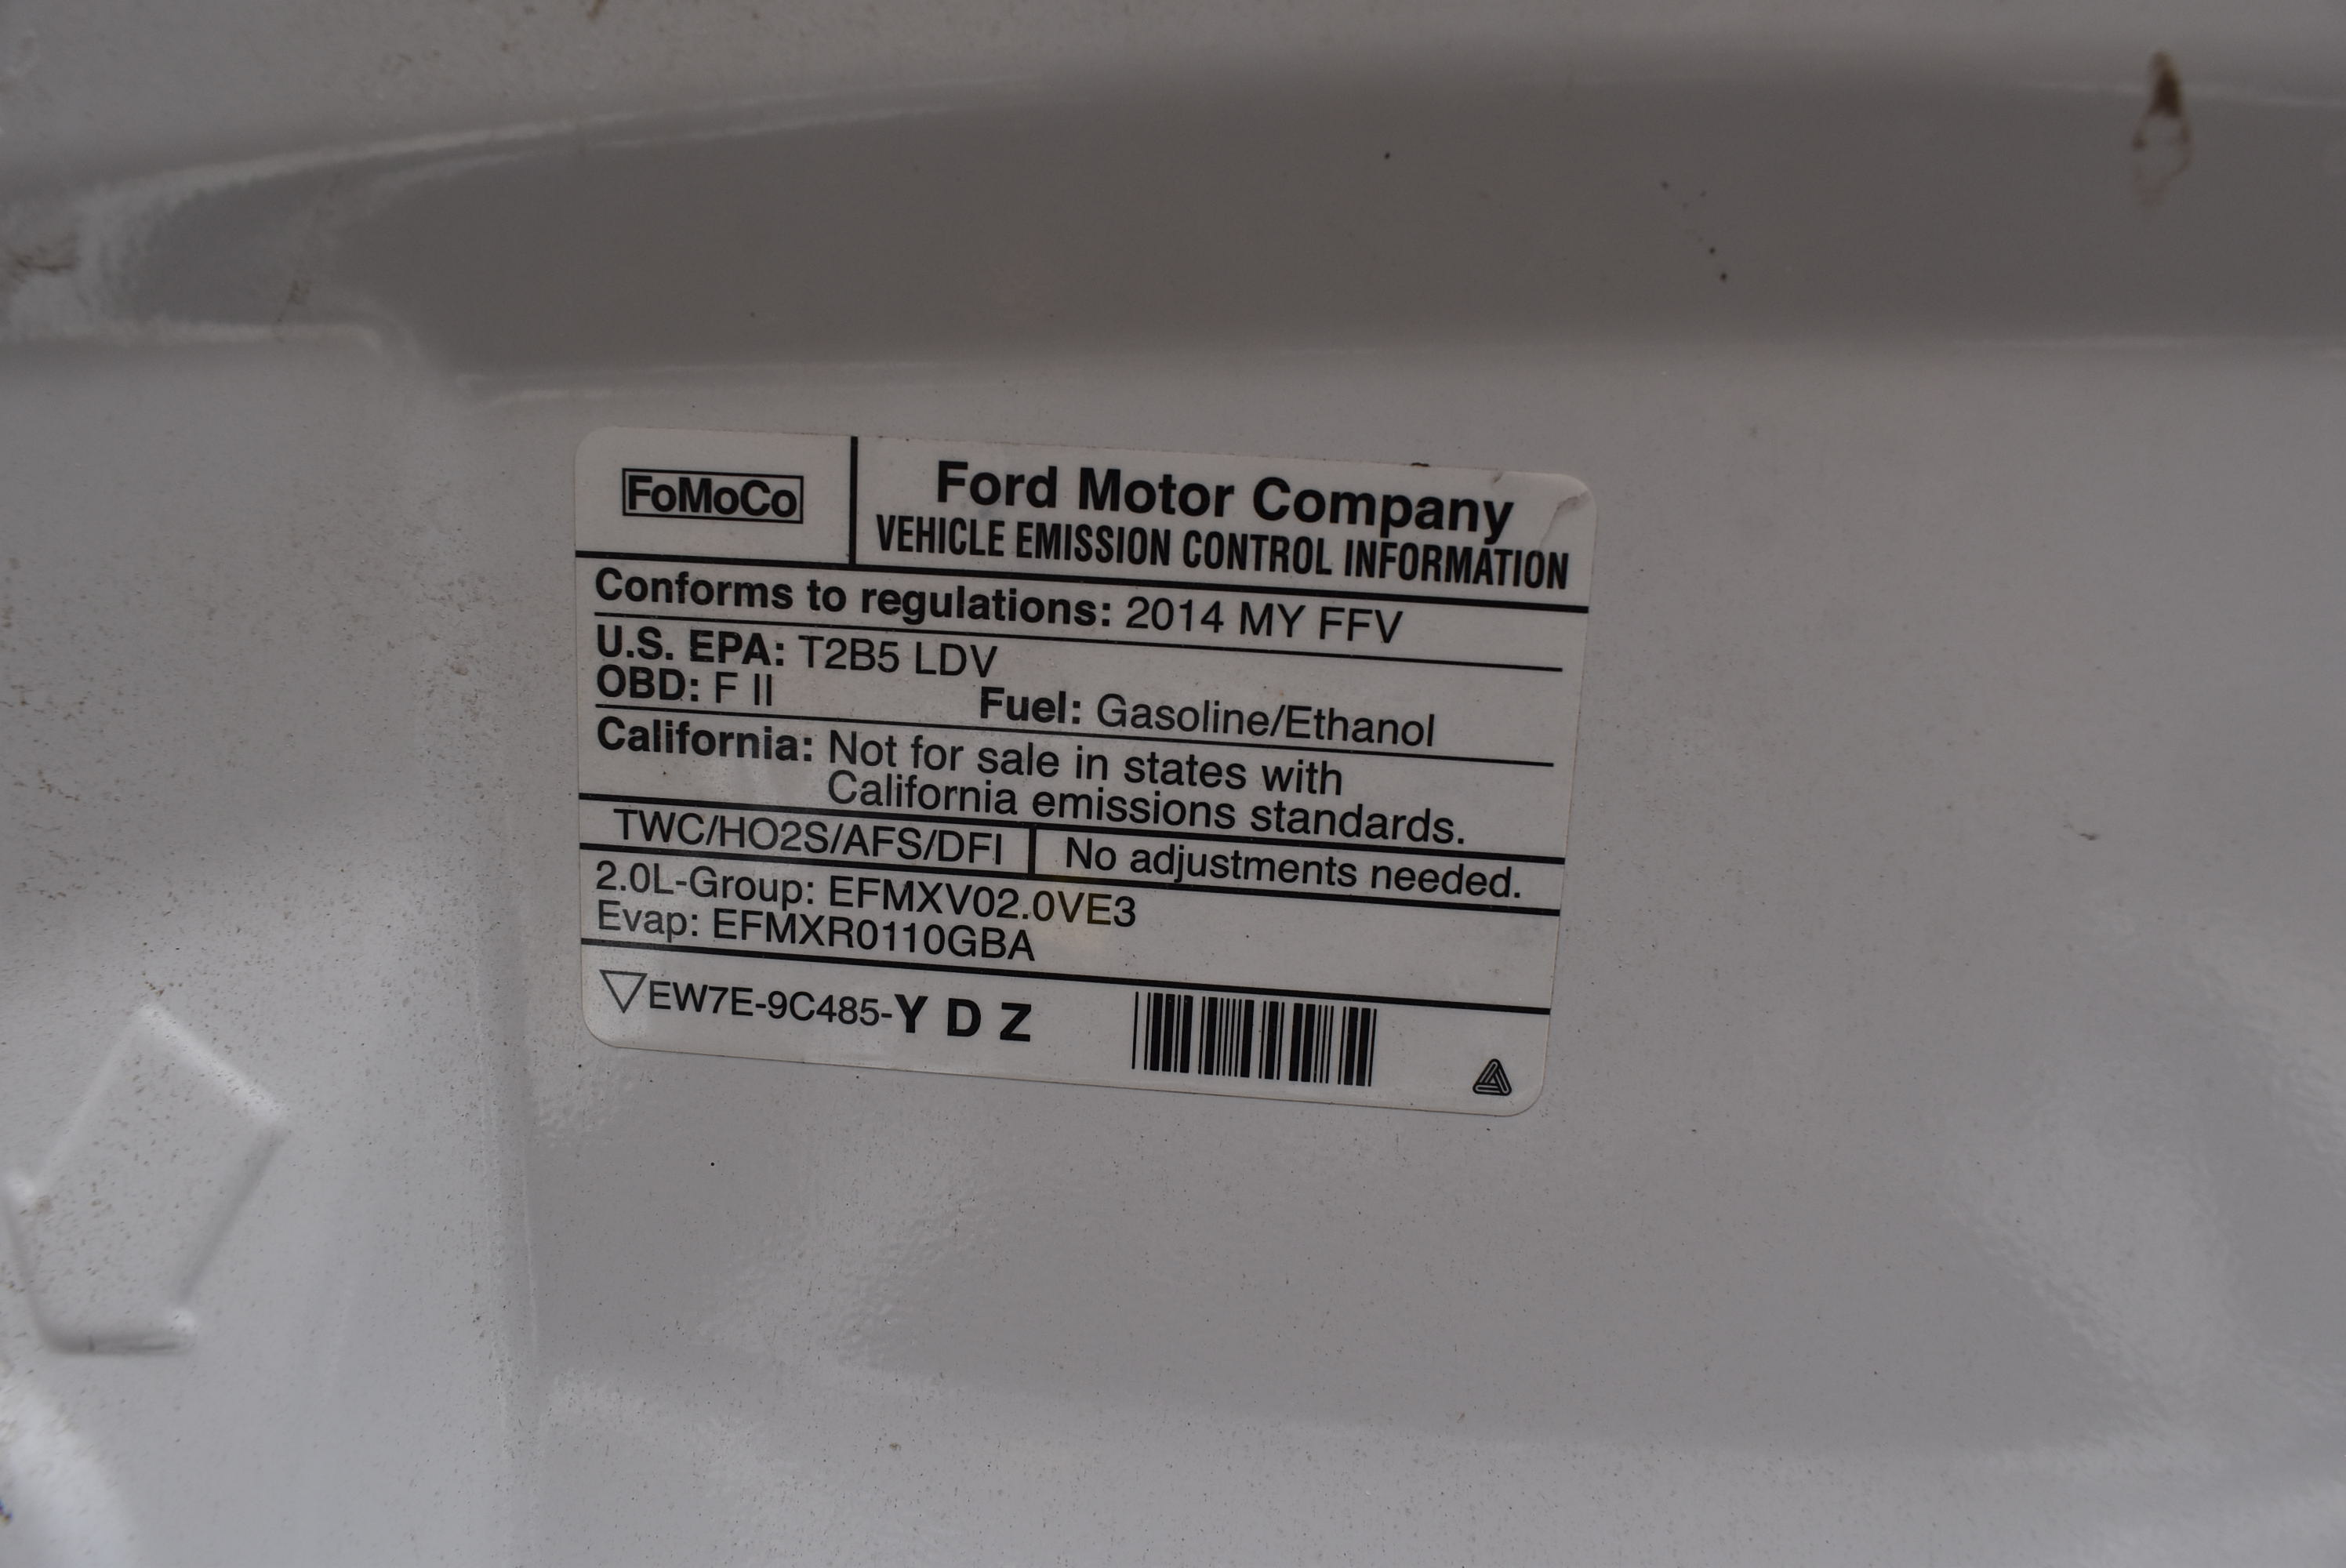 FoMoCo
Ford Motor Company
VEHICLE EMISSION CONTROL INFORMATION
Conforms to regulations: 2014 MY FFV
U.S. EPA: T2B5 LDV
OBD: F II Fuel: Gasoline/Ethanol
California: Not for sale in states with
California emissions standards.
TWC/HO2S/AFS/DFI No adjustments needed.
2.0L-Group: EFMXV02.0VE3
Evap: EFMXR0110GBA
EW7E-9C485-Y D Z